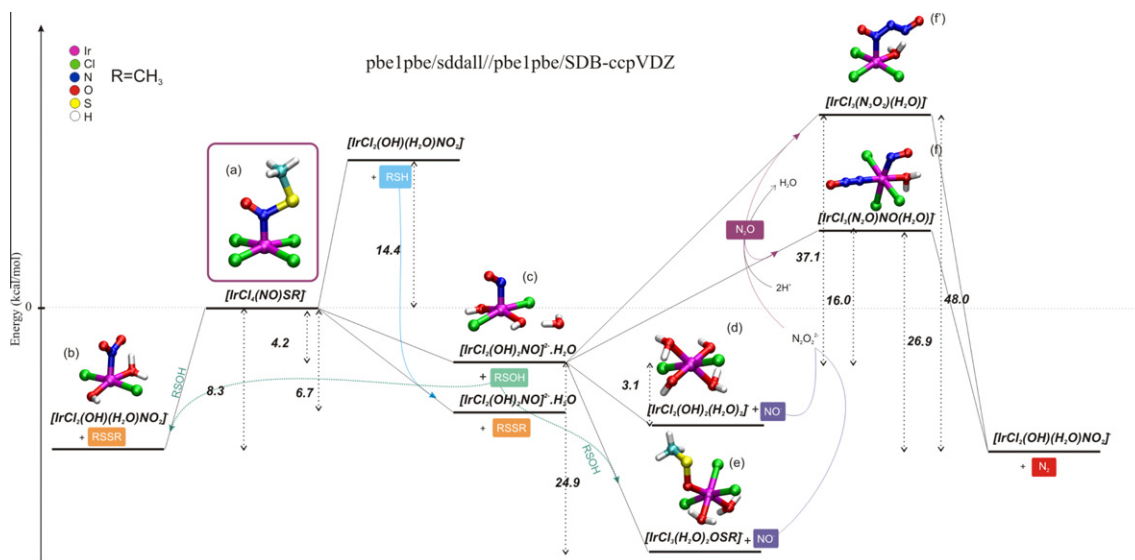 pbe1pbe/sddall//pbe1pbe/SDB-ccpVDZ
Energy (kcal/mol)
0
Ir
Cl
N
O
S
H
R=CH₃
(a)
[IrCl₄(NO)SR]⁻
(b)
[IrCl₂(OH)(H₂O)NO₂]⁻
+ RSSR
RSOH
8.3
4.2
6.7
[IrCl₂(OH)(H₂O)NO₂]⁻
+ RSH
14.4
(c)
[IrCl₂(OH)₂NO]²⁻.H₂O
+ RSOH
[IrCl₂(OH)₂NO]²⁻.H₂O
+ RSSR
RSOH
24.9
3.1
(d)
[IrCl₂(OH)₂(H₂O)₂]⁻ + NO⁻
(e)
[IrCl₃(H₂O)₂OSR]⁻ + NO⁻
(f')
[IrCl₃(N₃O₂)(H₂O)]⁻
(f)
[IrCl₃(N₂O)NO(H₂O)]⁻
H₂O
N₂O
2H⁺
N₂O₂²⁻
37.1
16.0
48.0
26.9
[IrCl₂(OH)(H₂O)NO₂]⁻
+ N₂